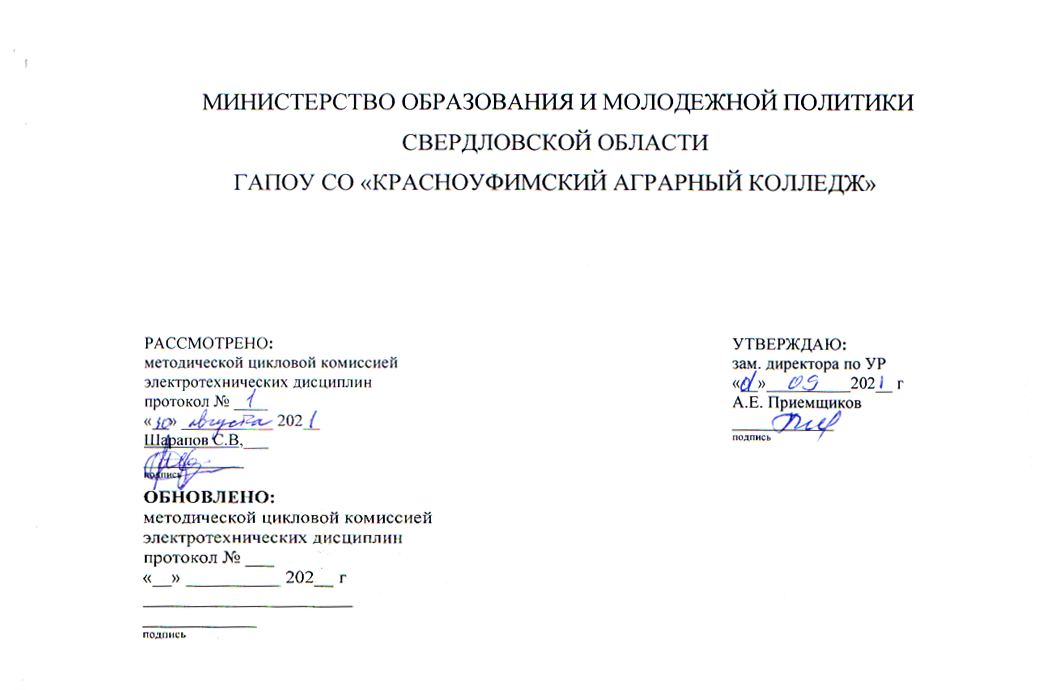 МИНИСТЕРСТВО ОБРАЗОВАНИЯ И МОЛОДЕЖНОЙ ПОЛИТИКИ
СВЕРДЛОВСКОЙ ОБЛАСТИ
ГАПОУ СО «КРАСНОУФИМСКИЙ АГРАРНЫЙ КОЛЛЕДЖ»
РАССМОТРЕНО:
методической цикловой комиссией
электротехнических дисциплин
протокол № 1
«30» августа 2021
Шарапов С.В,
подпись
ОБНОВЛЕНО:
методической цикловой комиссией
электротехнических дисциплин
протокол № ___
«__» __________ 202__ г
подпись
УТВЕРЖДАЮ:
зам. директора по УР
«» 09 2021 г
А.Е. Приемщиков
подпись